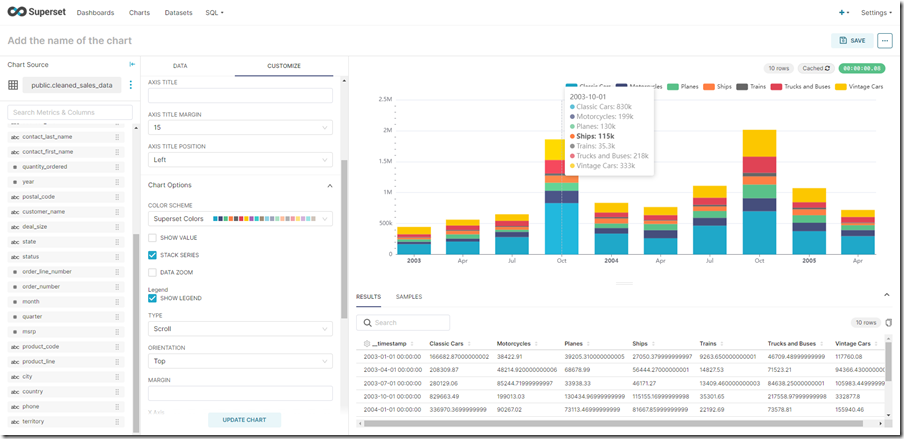 Superset Dashboards Charts Datasets SQL Settings
Add the name of the chart SAVE
Chart Source
public.cleaned_sales_data
Search Metrics & Columns
abc contact_last_name
abc contact_first_name
quantity_ordered
year
abc postal_code
abc customer_name
abc deal_size
abc state
abc status
order_line_number
order_number
month
quarter
msrp
abc product_code
abc product_line
abc city
abc country
abc phone
abc territory
DATA CUSTOMIZE
AXIS TITLE
AXIS TITLE MARGIN
15
AXIS TITLE POSITION
Left
Chart Options
COLOR SCHEME
Superset Colors
SHOW VALUE
STACK SERIES
DATA ZOOM
Legend
SHOW LEGEND
TYPE
Scroll
ORIENTATION
Top
MARGIN
UPDATE CHART
10 rows Cached 00:00:00.00
Classic Cars Motorcycles Planes Ships Trains Trucks and Buses Vintage Cars
2003-10-01
Classic Cars: 830k
Motorcycles: 199k
Planes: 130k
Ships: 115k
Trains: 35.3k
Trucks and Buses: 218k
Vintage Cars: 333k
2.5M
2M
1.5M
1M
500k
0
2003 Apr Jul Oct 2004 Apr Jul Oct 2005 Apr
RESULTS SAMPLES
Search 10 rows
__timestamp Classic Cars Motorcycles Planes Ships Trains Trucks and Buses Vintage Cars
2003-01-01 00:00:00 166682.87000000002 38422.91 39205.310000000005 27050.379999999997 9263.650000000001 46709.48999999999 117760.08
2003-04-01 00:00:00 208309.87 48214.920000000006 68678.99 56444.27000000001 14827.53 71523.21 94366.430000000
2003-07-01 00:00:00 280129.06 85244.71999999997 33938.33 46171.27 13409.460000000003 84638.25000000001 105983.44999999
2003-10-01 00:00:00 829663.49 199013.03 130434.96999999999 115155.16999999998 35301.65 217558.97999999998 332877.8
2004-01-01 00:00:00 336970.3699999999 90267.02 73113.46999999999 81667.85999999999 22192.69 73578.81 155940.46